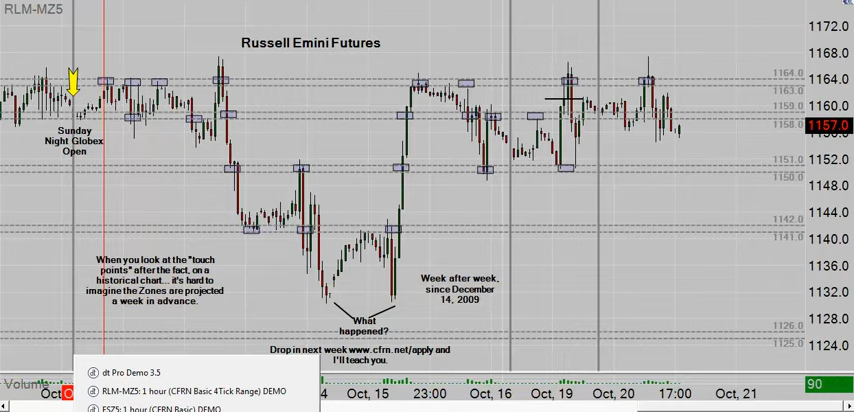 RLM-MZ5
Russell Emini Futures
1172.0
1168.0
1164.0
1164.0
1163.0
1160.0
1159.0
1158.0
1157.0
1152.0
1151.0
1150.0
1148.0
1144.0
1142.0
1141.0
1140.0
1136.0
1132.0
1128.0
1126.0
1125.0
1124.0
Sunday
Night Globex
Open
When you look at the "touch
points" after the fact, on a
historical chart... it's hard to
imagine the Zones are projected
a week in advance.
Week after week,
since December
14, 2009
What
happened?
Drop in next week www.cfrn.net/apply and
I'll teach you.
dt Pro Demo 3.5
RLM-MZ5: 1 hour (CFRN Basic 4Tick Range) DEMO
ESZ5: 1 hour (CFRN Basic) DEMO
Volume
90
Oct, 15
23:00
Oct, 16
Oct, 19
Oct, 20
17:00
Oct, 21